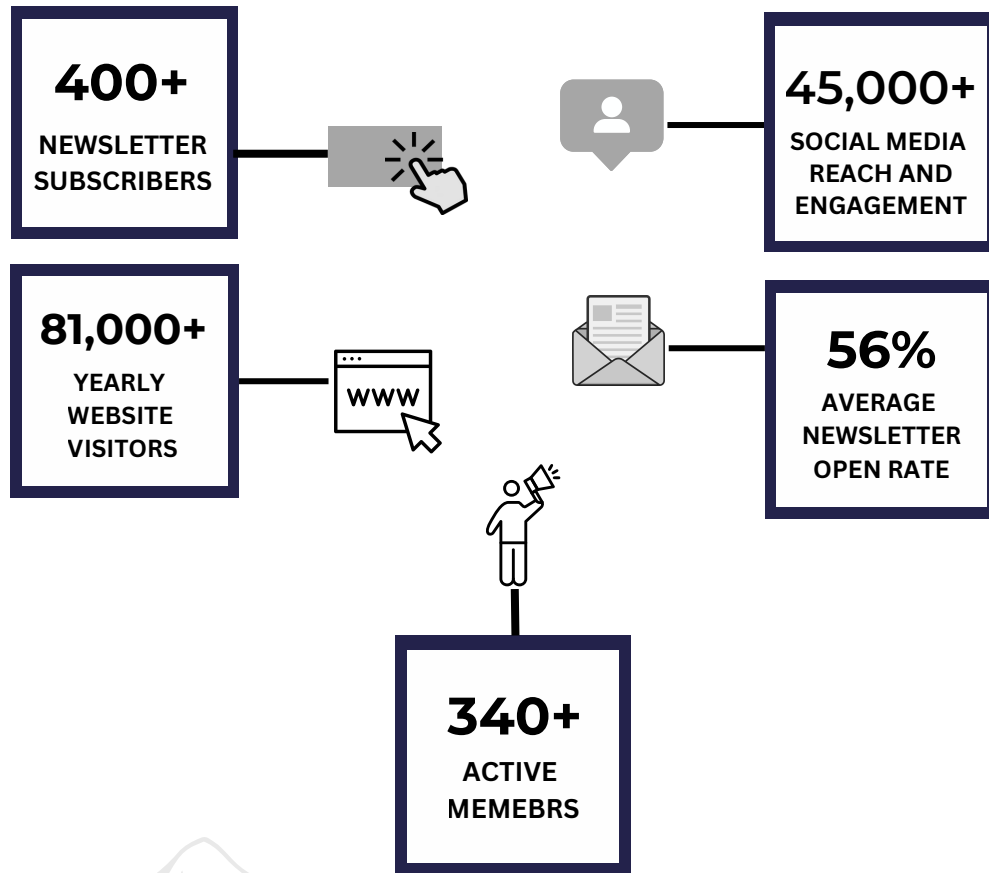 400+
NEWSLETTER
SUBSCRIBERS
45,000+
SOCIAL MEDIA
REACH AND
ENGAGEMENT
81,000+
YEARLY
WEBSITE
VISITORS
WWW
56%
AVERAGE
NEWSLETTER
OPEN RATE
340+
ACTIVE
MEMEBRS